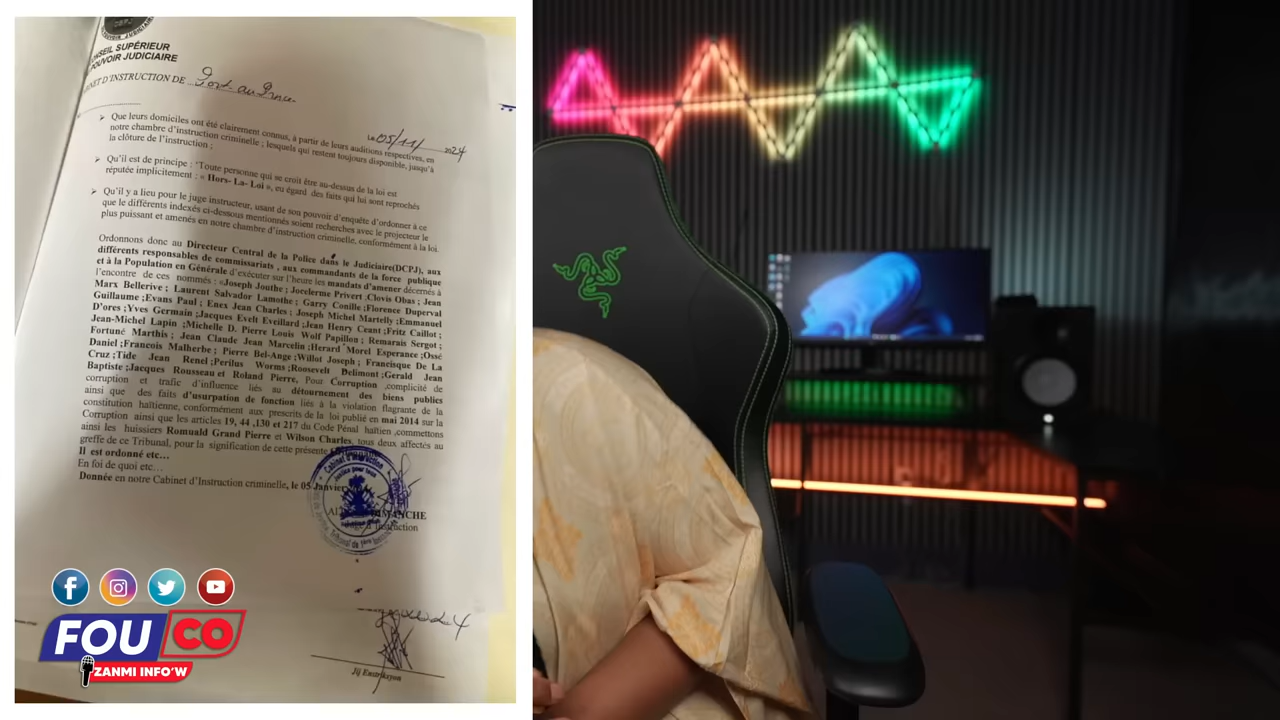 ONSEIL SUPÉRIEUR
POUVOIR JUDICIAIRE
INET D'INSTRUCTION DE Port-au-Prince
Le 05/11/ 2024
➢ Que leurs domiciles ont été clairement connus, à partir de leurs auditions respectives, en
notre chambre d'instruction criminelle ; lesquels qui restent toujours disponible, jusqu'à
la clôture de l'instruction ;
➢ Qu'il est de principe : "Toute personne qui se croit être au-dessus de la loi est
réputée implicitement : « Hors- La- Loi », eu égard des faits qui lui sont reprochés
➢ Qu'il y a lieu pour le juge instructeur, usant de son pouvoir d'enquête d'ordonner à ce
que le différents indexés ci-dessous mentionnés soient recherchés avec le projecteur le
plus puissant et amenés en notre chambre d'instruction criminelle, conformément à la loi.
Ordonnons donc au Directeur Central de la Police dans le Judiciaire(DCPJ), aux
différents responsables de commissariats , aux commandants de la force publique
et à la Population en Générale d'exécuter sur l'heure les mandats d'amener décernés à
l'encontre de ces nommés : «Joseph Jouthe ; Jocelerme Privert ;Clovis Obas ; Jean
Marx Bellerive ; Laurent Salvador Lamothe ; Garry Conille ;Florence Duperval
Guillaume ;Evans Paul ; Enex Jean Charles ; Joseph Michel Martelly ;Emmanuel
D'ores ;Yves Germain ;Jacques Evelt Eveillard ;Jean Henry Ceant ;Fritz Caillot ;
Jean-Michel Lapin ;Michelle D. Pierre Louis Wolf Papillon ; Remarais Sergot ;
Fortuné Marthis ; Jean Claude Jean Marcelin ;Herard Morel Esperance ;Ossé
Daniel ;Francois Malherbe ; Pierre Bel-Ange ;Willot Joseph ; Francisque De La
Cruz ;Tide Jean Renel ;Perilus Worms ;Roosevelt Belimont ;Gerald Jean
Baptiste ;Jacques Rousseau et Roland Pierre, Pour Corruption ,complicité de
corruption et trafic d'influence liés au détournement des biens publics
ainsi que des faits d'usurpation de fonction liés à la violation flagrante de la
constitution haïtienne, conformément aux prescrits de la loi publié en mai 2014 sur la
Corruption ainsi que les articles 19, 44 ,130 et 217 du Code Pénal haïtien ,commettons
ainsi les huissiers Romuald Grand Pierre et Wilson Charles, tous deux affectés au
greffe de ce Tribunal, pour la signification de cette présente
Il est ordonné etc...
En foi de quoi etc...
Donnée en notre Cabinet d'Instruction criminelle, le 05 Janvier
Cabinet d'Instruction
DIMANCHE
d'instruction
Jij Enstriksyon
FOU CO
ZANMI INFO'W